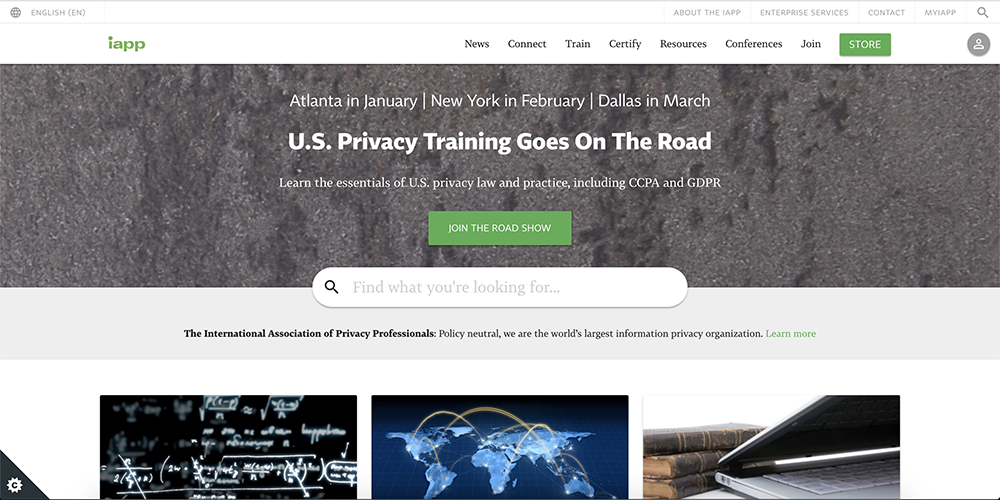 ENGLISH (EN) ABOUT THE IAPP ENTERPRISE SERVICES CONTACT MYIAPP
iapp News Connect Train Certify Resources Conferences Join STORE
Atlanta in January | New York in February | Dallas in March
U.S. Privacy Training Goes On The Road
Learn the essentials of U.S. privacy law and practice, including CCPA and GDPR
JOIN THE ROAD SHOW
Find what you're looking for...
The International Association of Privacy Professionals: Policy neutral, we are the world's largest information privacy organization. Learn more